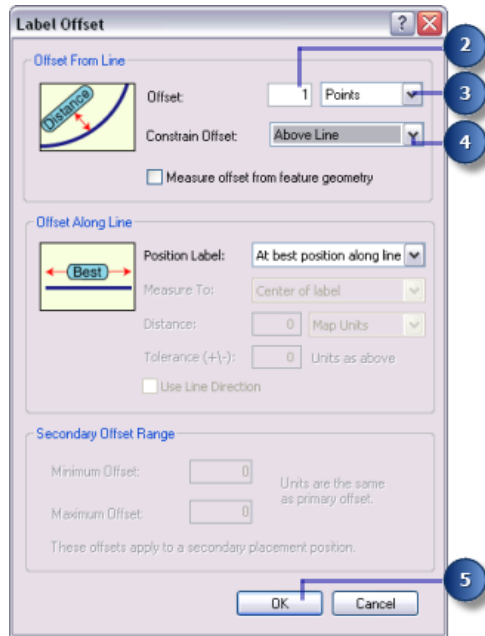 Label Offset
2
Offset From Line
Distance
Offset: 1 Points
3
Constrain Offset: Above Line
4
Measure offset from feature geometry
Offset Along Line
Best
Position Label: At best position along line
Measure To: Center of label
Distance: 0 Map Units
Tolerance (+\-): 0 Units as above
Use Line Direction
Secondary Offset Range
Minimum Offset: 0
Units are the same
as primary offset.
Maximum Offset: 0
These offsets apply to a secondary placement position.
5
OK Cancel